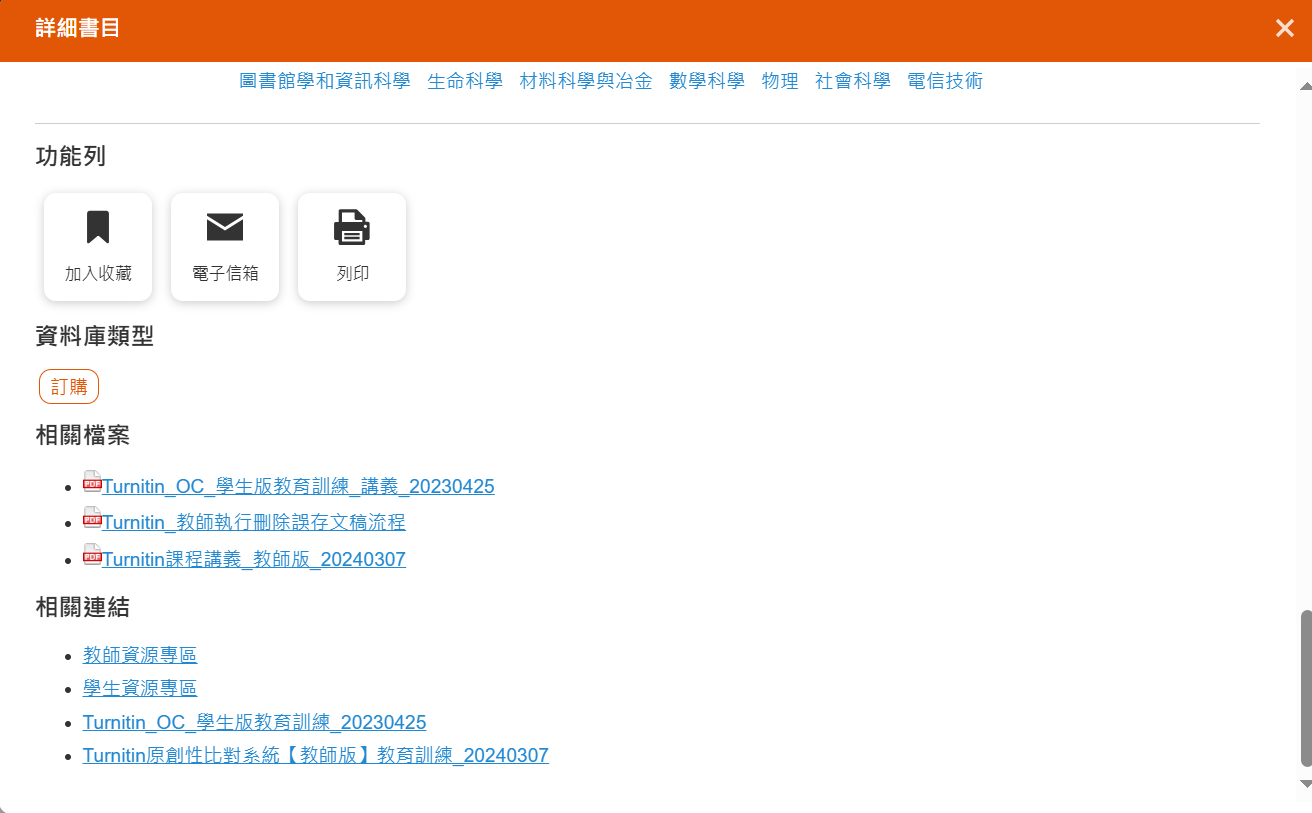 詳細書目
圖書館學和資訊科學 生命科學 材料科學與冶金 數學科學 物理 社會科學 電信技術
功能列
加入收藏 電子信箱 列印
資料庫類型
訂購
相關檔案
Turnitin_OC_學生版教育訓練_講義_20230425
Turnitin_教師執行刪除誤存文稿流程
Turnitin課程講義_教師版_20240307
相關連結
教師資源專區
學生資源專區
Turnitin_OC_學生版教育訓練_20230425
Turnitin原創性比對系統【教師版】教育訓練_20240307